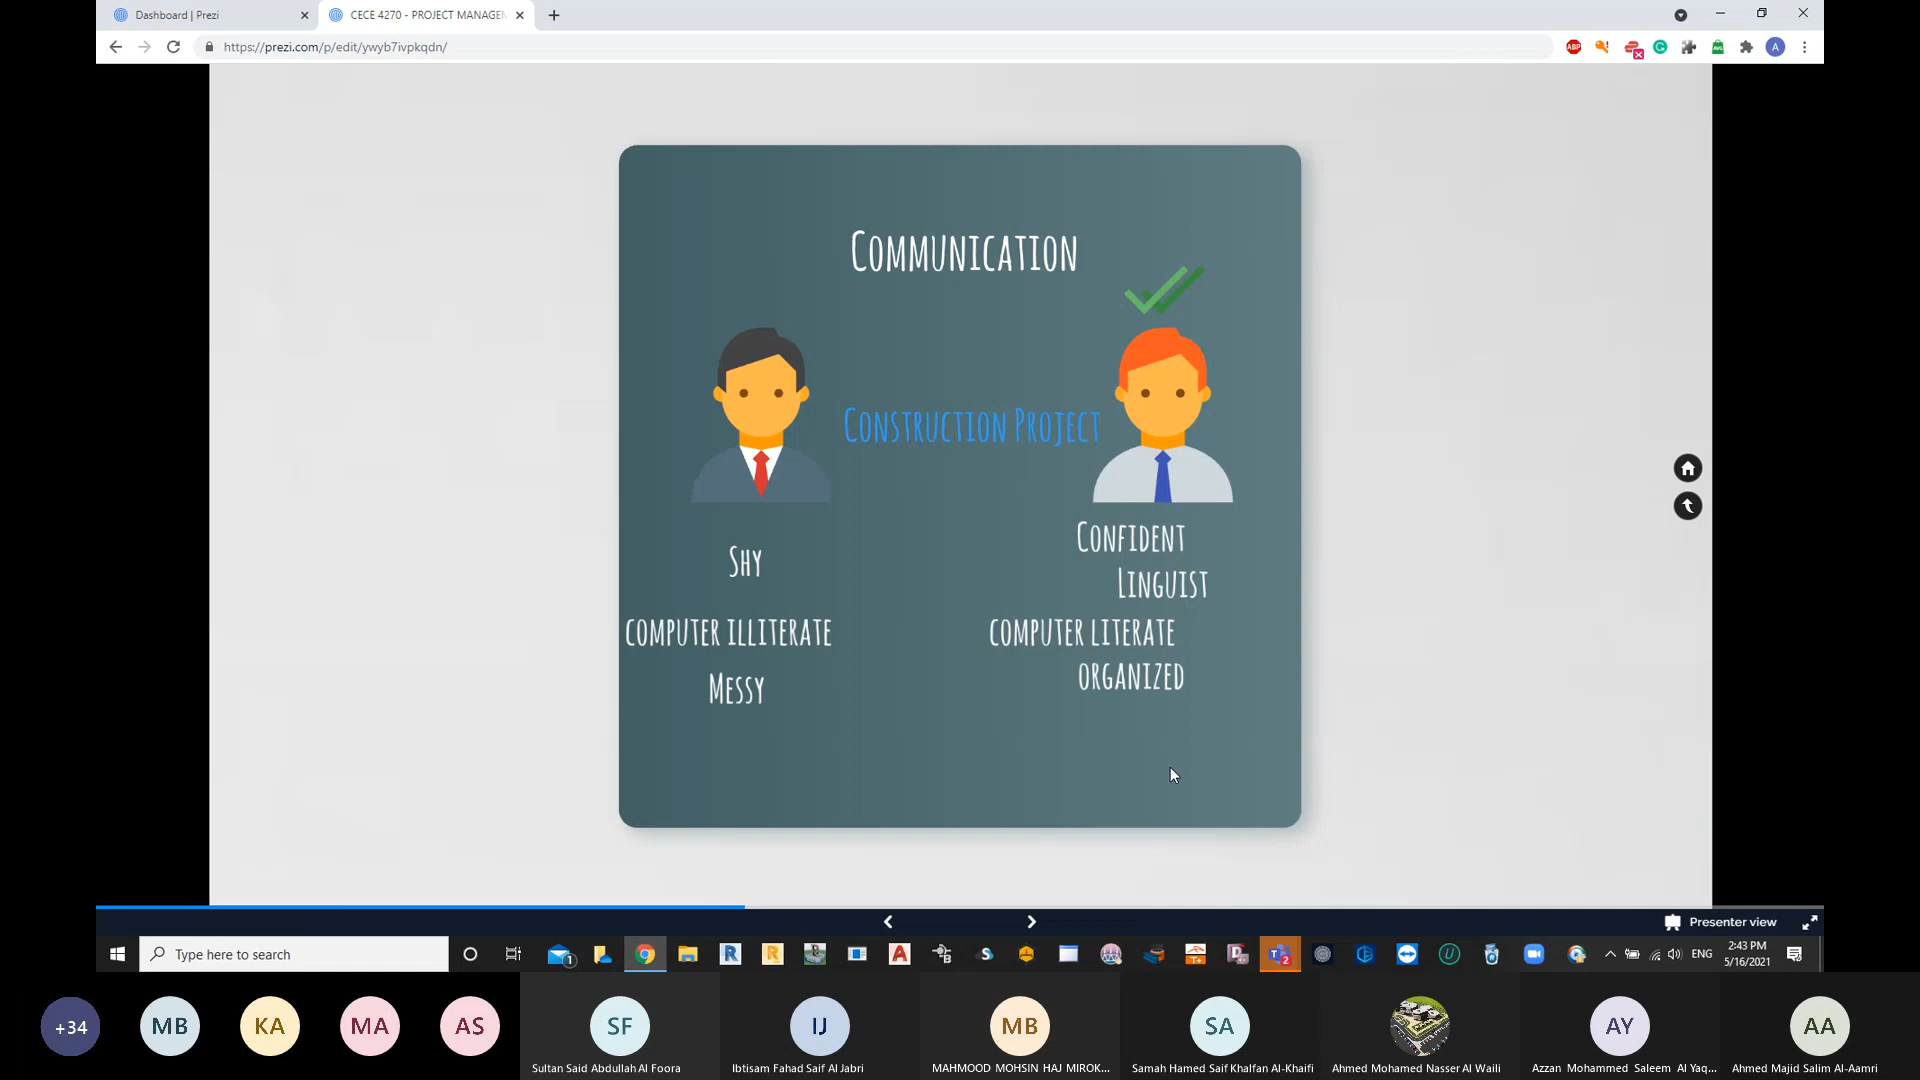 Dashboard | Prezi
CECE 4270 - PROJECT MANAGEM
https://prezi.com/p/edit/ywyb7ivpkqdn/
ABP
A
COMMUNICATION
CONSTRUCTION PROJECT
SHY
COMPUTER ILLITERATE
MESSY
CONFIDENT
LINGUIST
COMPUTER LITERATE
ORGANIZED
Presenter view
Type here to search
ENG
2:43 PM
5/16/2021
+34
MB
KA
MA
AS
SF
IJ
MB
SA
AY
AA
Sultan Said Abdullah Al Foora
Ibtisam Fahad Saif Al Jabri
MAHMOOD MOHSIN HAJ MIROK...
Samah Hamed Saif Khalfan Al-Khaifi
Ahmed Mohamed Nasser Al Waili
Azzan Mohammed Saleem Al Yaq...
Ahmed Majid Salim Al-Aamri